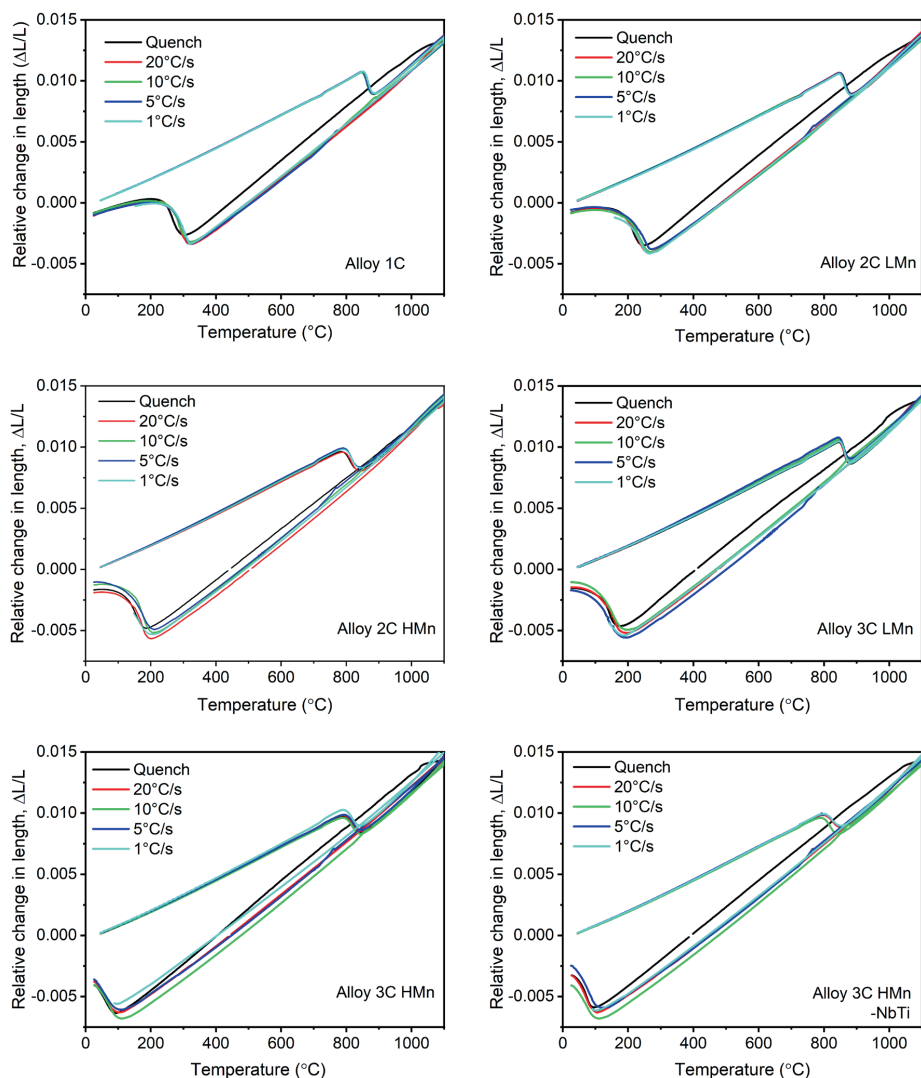 Relative change in length (ΔL/L)
0.015
0.010
0.005
0.000
-0.005
Quench
20°C/s
10°C/s
5°C/s
1°C/s
Alloy 1C
0 200 400 600 800 1000
Temperature (°C)
Relative change in length, ΔL/L
0.015
0.010
0.005
0.000
-0.005
Quench
20°C/s
10°C/s
5°C/s
1°C/s
Alloy 2C LMn
0 200 400 600 800 1000
Temperature (°C)
Relative change in length, ΔL/L
0.015
0.010
0.005
0.000
-0.005
Quench
20°C/s
10°C/s
5°C/s
1°C/s
Alloy 2C HMn
0 200 400 600 800 1000
Temperature (°C)
Relative change in length, ΔL/L
0.015
0.010
0.005
0.000
-0.005
Quench
20°C/s
10°C/s
5°C/s
1°C/s
Alloy 3C LMn
0 200 400 600 800 1000
Temperature (°C)
Relative change in length, ΔL/L
0.015
0.010
0.005
0.000
-0.005
Quench
20°C/s
10°C/s
5°C/s
1°C/s
Alloy 3C HMn
0 200 400 600 800 1000
Temperature (°C)
Relative change in length, ΔL/L
0.015
0.010
0.005
0.000
-0.005
Quench
20°C/s
10°C/s
5°C/s
1°C/s
Alloy 3C HMn
-NbTi
0 200 400 600 800 1000
Temperature (°C)